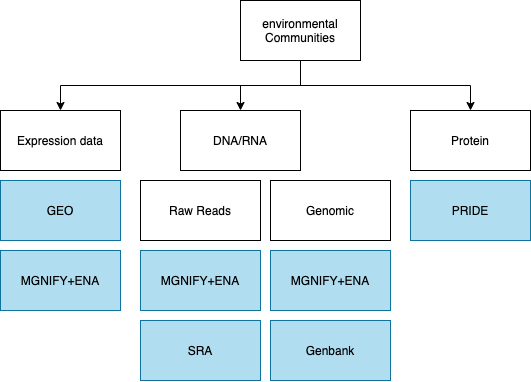 environmental
Communities
Expression data
DNA/RNA
Protein
GEO
Raw Reads
Genomic
PRIDE
MGNIFY+ENA
MGNIFY+ENA
MGNIFY+ENA
SRA
Genbank